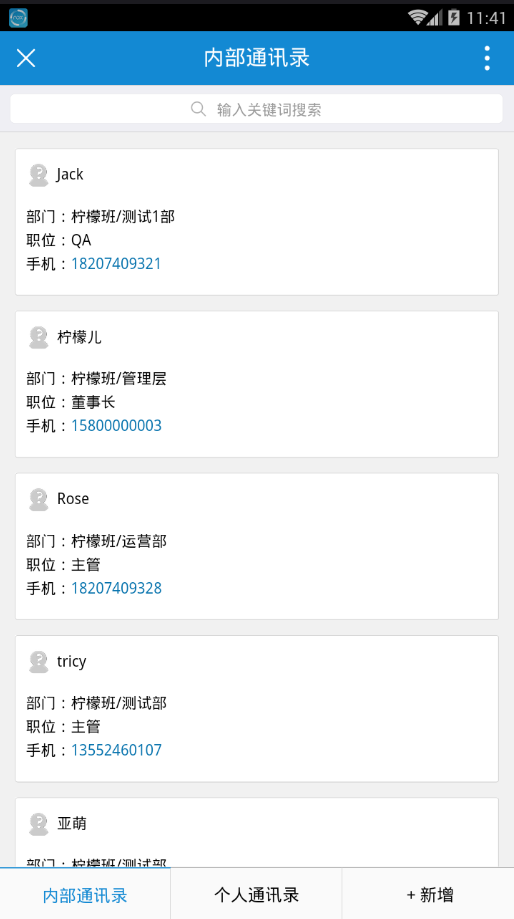 11:41
内部通讯录
输入关键词搜索
Jack
部门：柠檬班/测试1部
职位：QA
手机：18207409321
柠檬儿
部门：柠檬班/管理层
职位：董事长
手机：15800000003
Rose
部门：柠檬班/运营部
职位：主管
手机：18207409328
tricy
部门：柠檬班/测试部
职位：主管
手机：13552460107
亚萌
部门：柠檬班/测试部
内部通讯录
个人通讯录
+ 新增